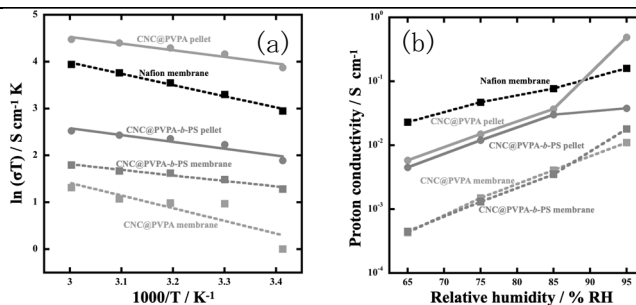 (a)
ln (σT) / S cm⁻¹ K
5
4
3
2
1
0
CNC@PVPA pellet
Nafion membrane
CNC@PVPA-b-PS pellet
CNC@PVPA-b-PS membrane
CNC@PVPA membrane
3 3.1 3.2 3.3 3.4
1000/T / K⁻¹
(b)
Proton conductivity / S cm⁻¹
10⁰
10⁻¹
10⁻²
10⁻³
10⁻⁴
Nafion membrane
CNC@PVPA pellet
CNC@PVPA-b-PS pellet
CNC@PVPA membrane
CNC@PVPA-b-PS membrane
65 70 75 80 85 90 95
Relative humidity / % RH